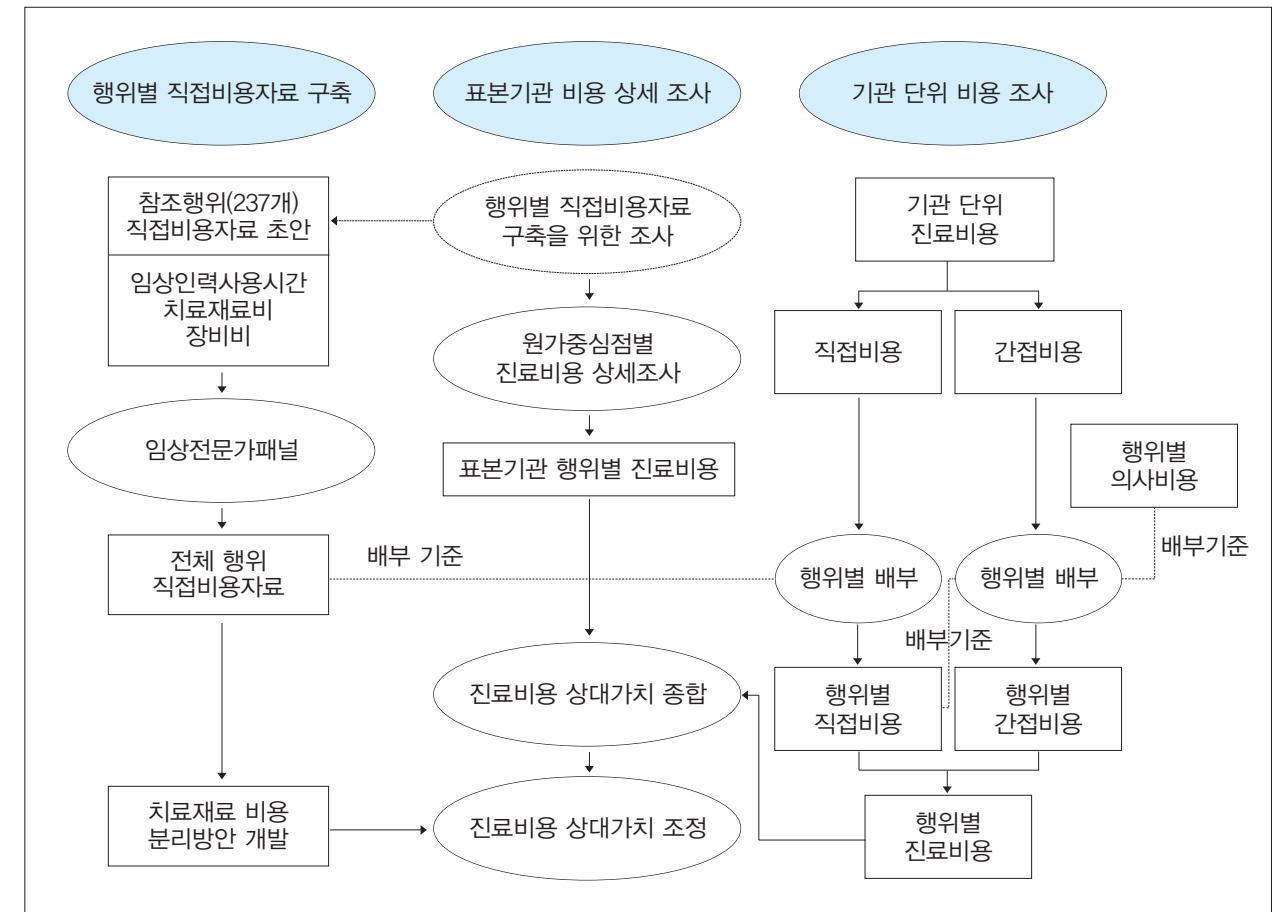 행위별 직접비용자료 구축
표본기관 비용 상세 조사
기관 단위 비용 조사
참조행위(237개)
직접비용자료 초안
임상인력사용시간
치료재료비
장비비
임상전문가패널
전체 행위
직접비용자료
치료재료 비용
분리방안 개발
행위별 직접비용자료
구축을 위한 조사
원가중심점별
진료비용 상세조사
표본기관 행위별 진료비용
배부 기준
진료비용 상대가치 종합
진료비용 상대가치 조정
기관 단위
진료비용
직접비용
간접비용
행위별
의사비용
배부기준
행위별 배부
행위별 배부
배부기준
행위별
직접비용
행위별
간접비용
행위별
진료비용